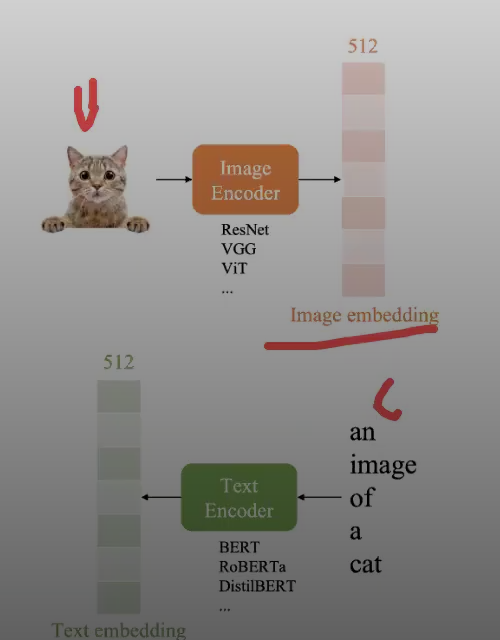 512
Image
Encoder
ResNet
VGG
ViT
...
Image embedding
512
an
image
of
a
cat
Text
Encoder
BERT
RoBERTa
DistilBERT
...
Text embedding